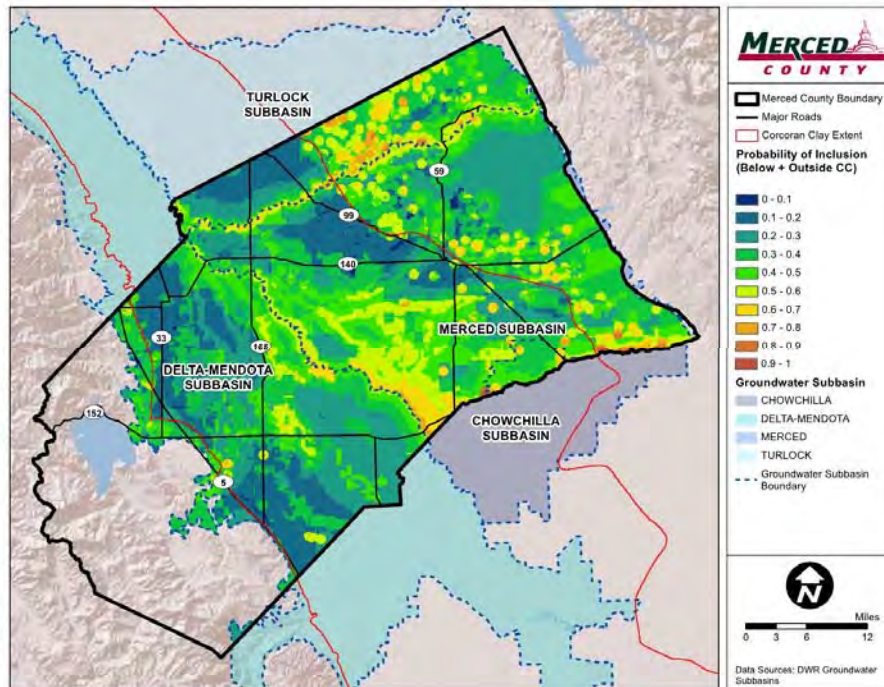 TURLOCK
SUBBASIN
59
99
140
MERCED SUBBASIN
33
165
DELTA-MENDOTA
SUBBASIN
152
CHOWCHILLA
SUBBASIN
5
MERCED
COUNTY
Merced County Boundary
Major Roads
Corcoran Clay Extent
Probability of Inclusion
(Below + Outside CC)
0 - 0.1
0.1 - 0.2
0.2 - 0.3
0.3 - 0.4
0.4 - 0.5
0.5 - 0.6
0.6 - 0.7
0.7 - 0.8
0.8 - 0.9
0.9 - 1
Groundwater Subbasin
CHOWCHILLA
DELTA-MENDOTA
MERCED
TURLOCK
Groundwater Subbasin
Boundary
N
Miles
0 3 6 12
Data Sources: DWR Groundwater
Subbasins